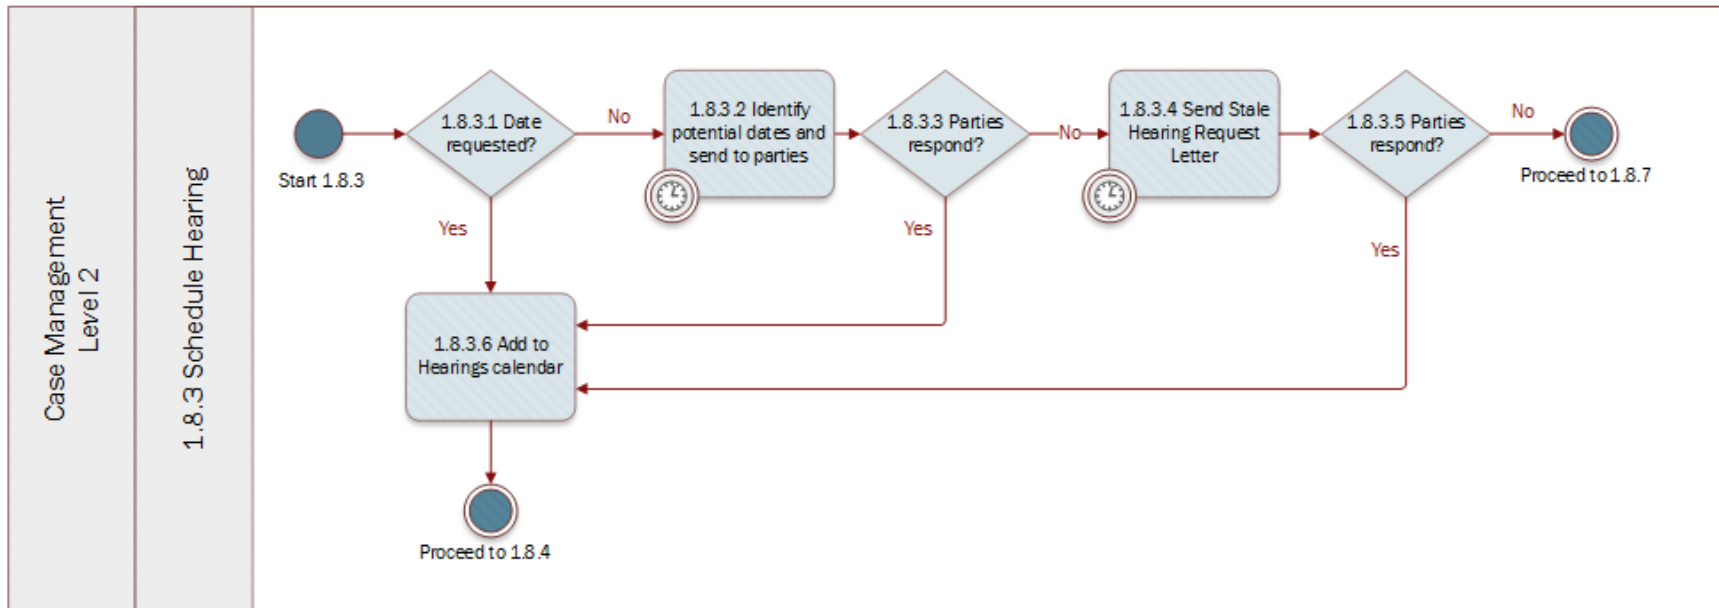 Case Management
Level 2
1.8.3 Schedule Hearing
Start 1.8.3
1.8.3.1 Date
requested?
No
Yes
1.8.3.2 Identify
potential dates and
send to parties
1.8.3.3 Parties
respond?
No
Yes
1.8.3.4 Send Stale
Hearing Request
Letter
1.8.3.5 Parties
respond?
No
Yes
Proceed to 1.8.7
1.8.3.6 Add to
Hearings calendar
Proceed to 1.8.4